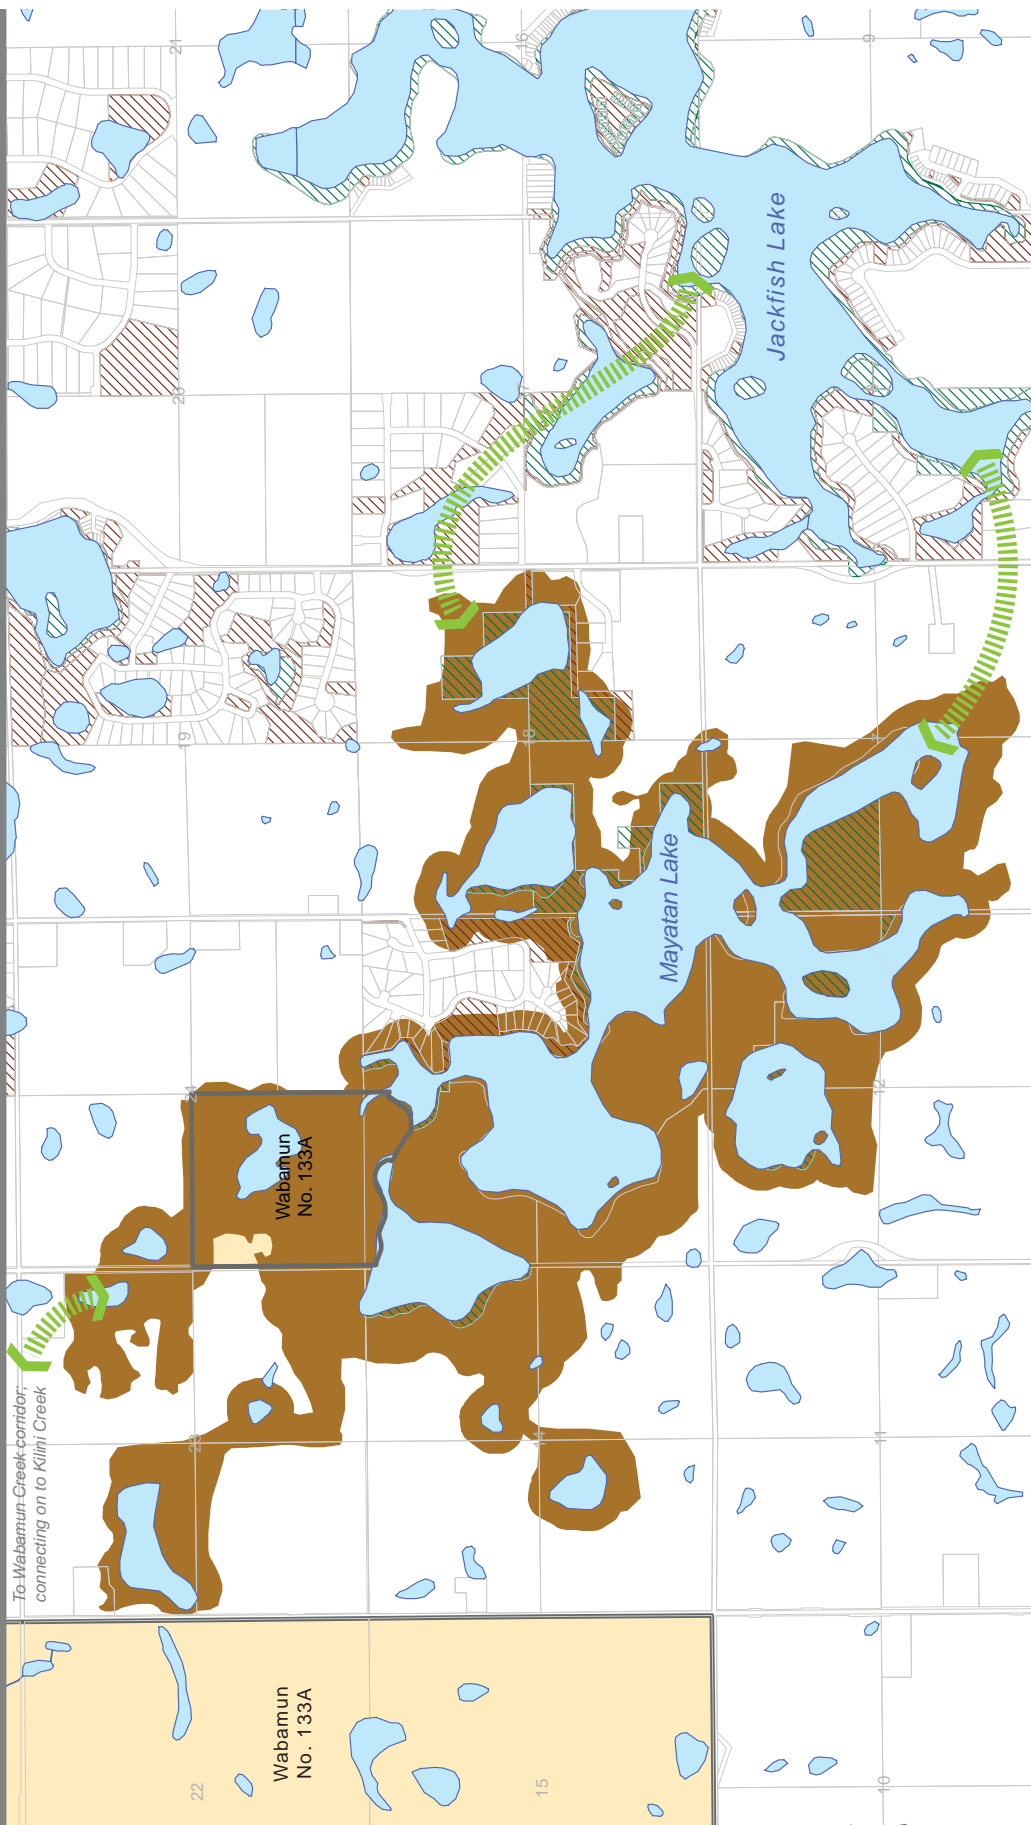 To Wabamun Creek corridor;
connecting on to Kilini Creek
22
23
24
19
20
21
Wabamun
No. 133A
Wabamun
No. 133A
15
14
18
17
16
Mayatan Lake
Jackfish Lake
10
11
12
7
9